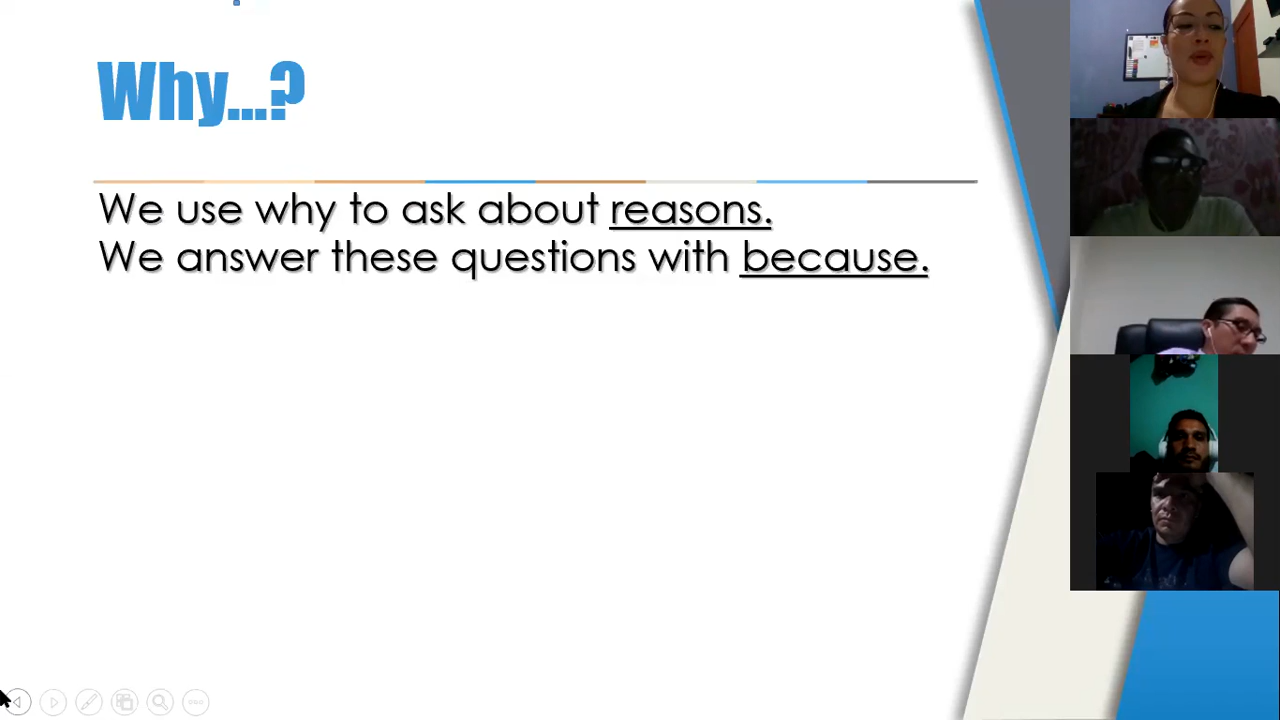 Why...?
We use why to ask about reasons.
We answer these questions with because.